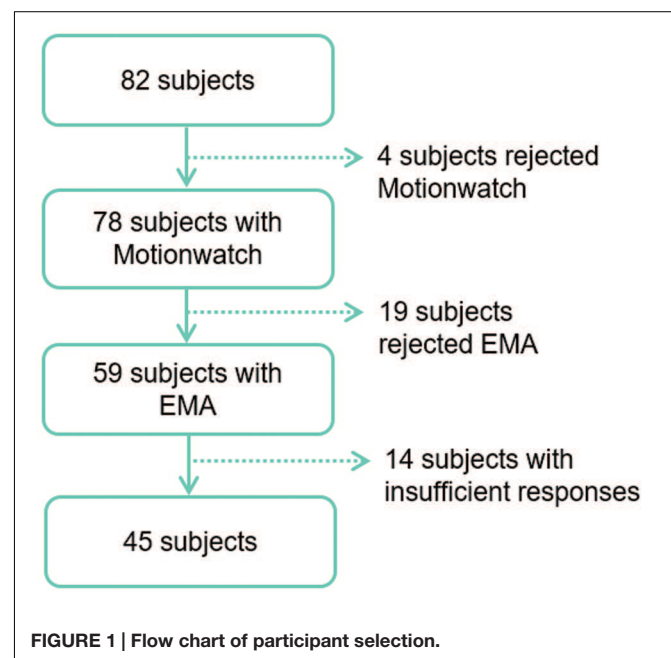 82 subjects
4 subjects rejected
Motionwatch
78 subjects with
Motionwatch
19 subjects
rejected EMA
59 subjects with
EMA
14 subjects with
insufficient responses
45 subjects
FIGURE 1 | Flow chart of participant selection.